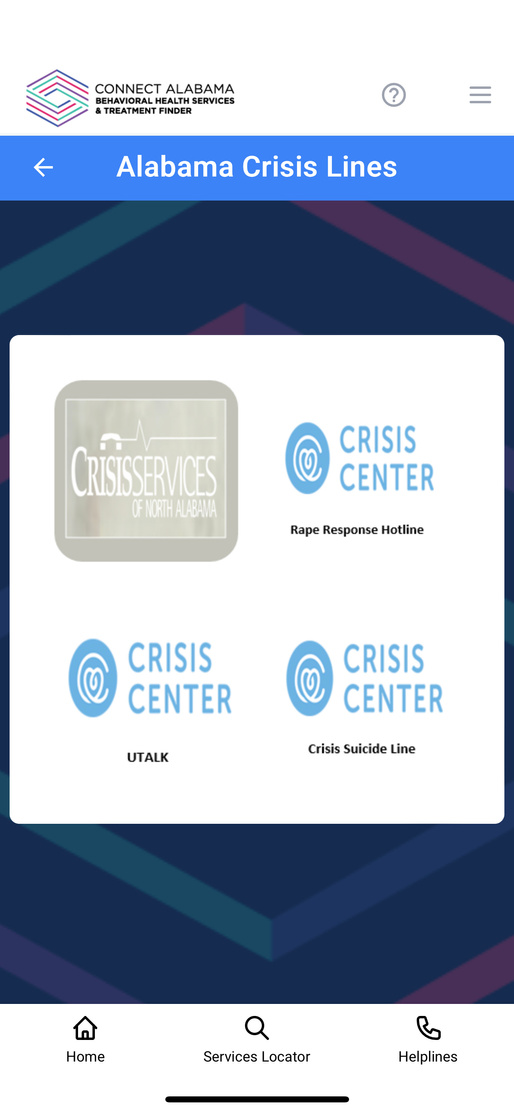 CONNECT ALABAMA
BEHAVIORAL HEALTH SERVICES
& TREATMENT FINDER
Alabama Crisis Lines
CRISISSERVICES
OF NORTH ALABAMA
CRISIS
CENTER
Rape Response Hotline
CRISIS
CENTER
UTALK
CRISIS
CENTER
Crisis Suicide Line
Home
Services Locator
Helplines